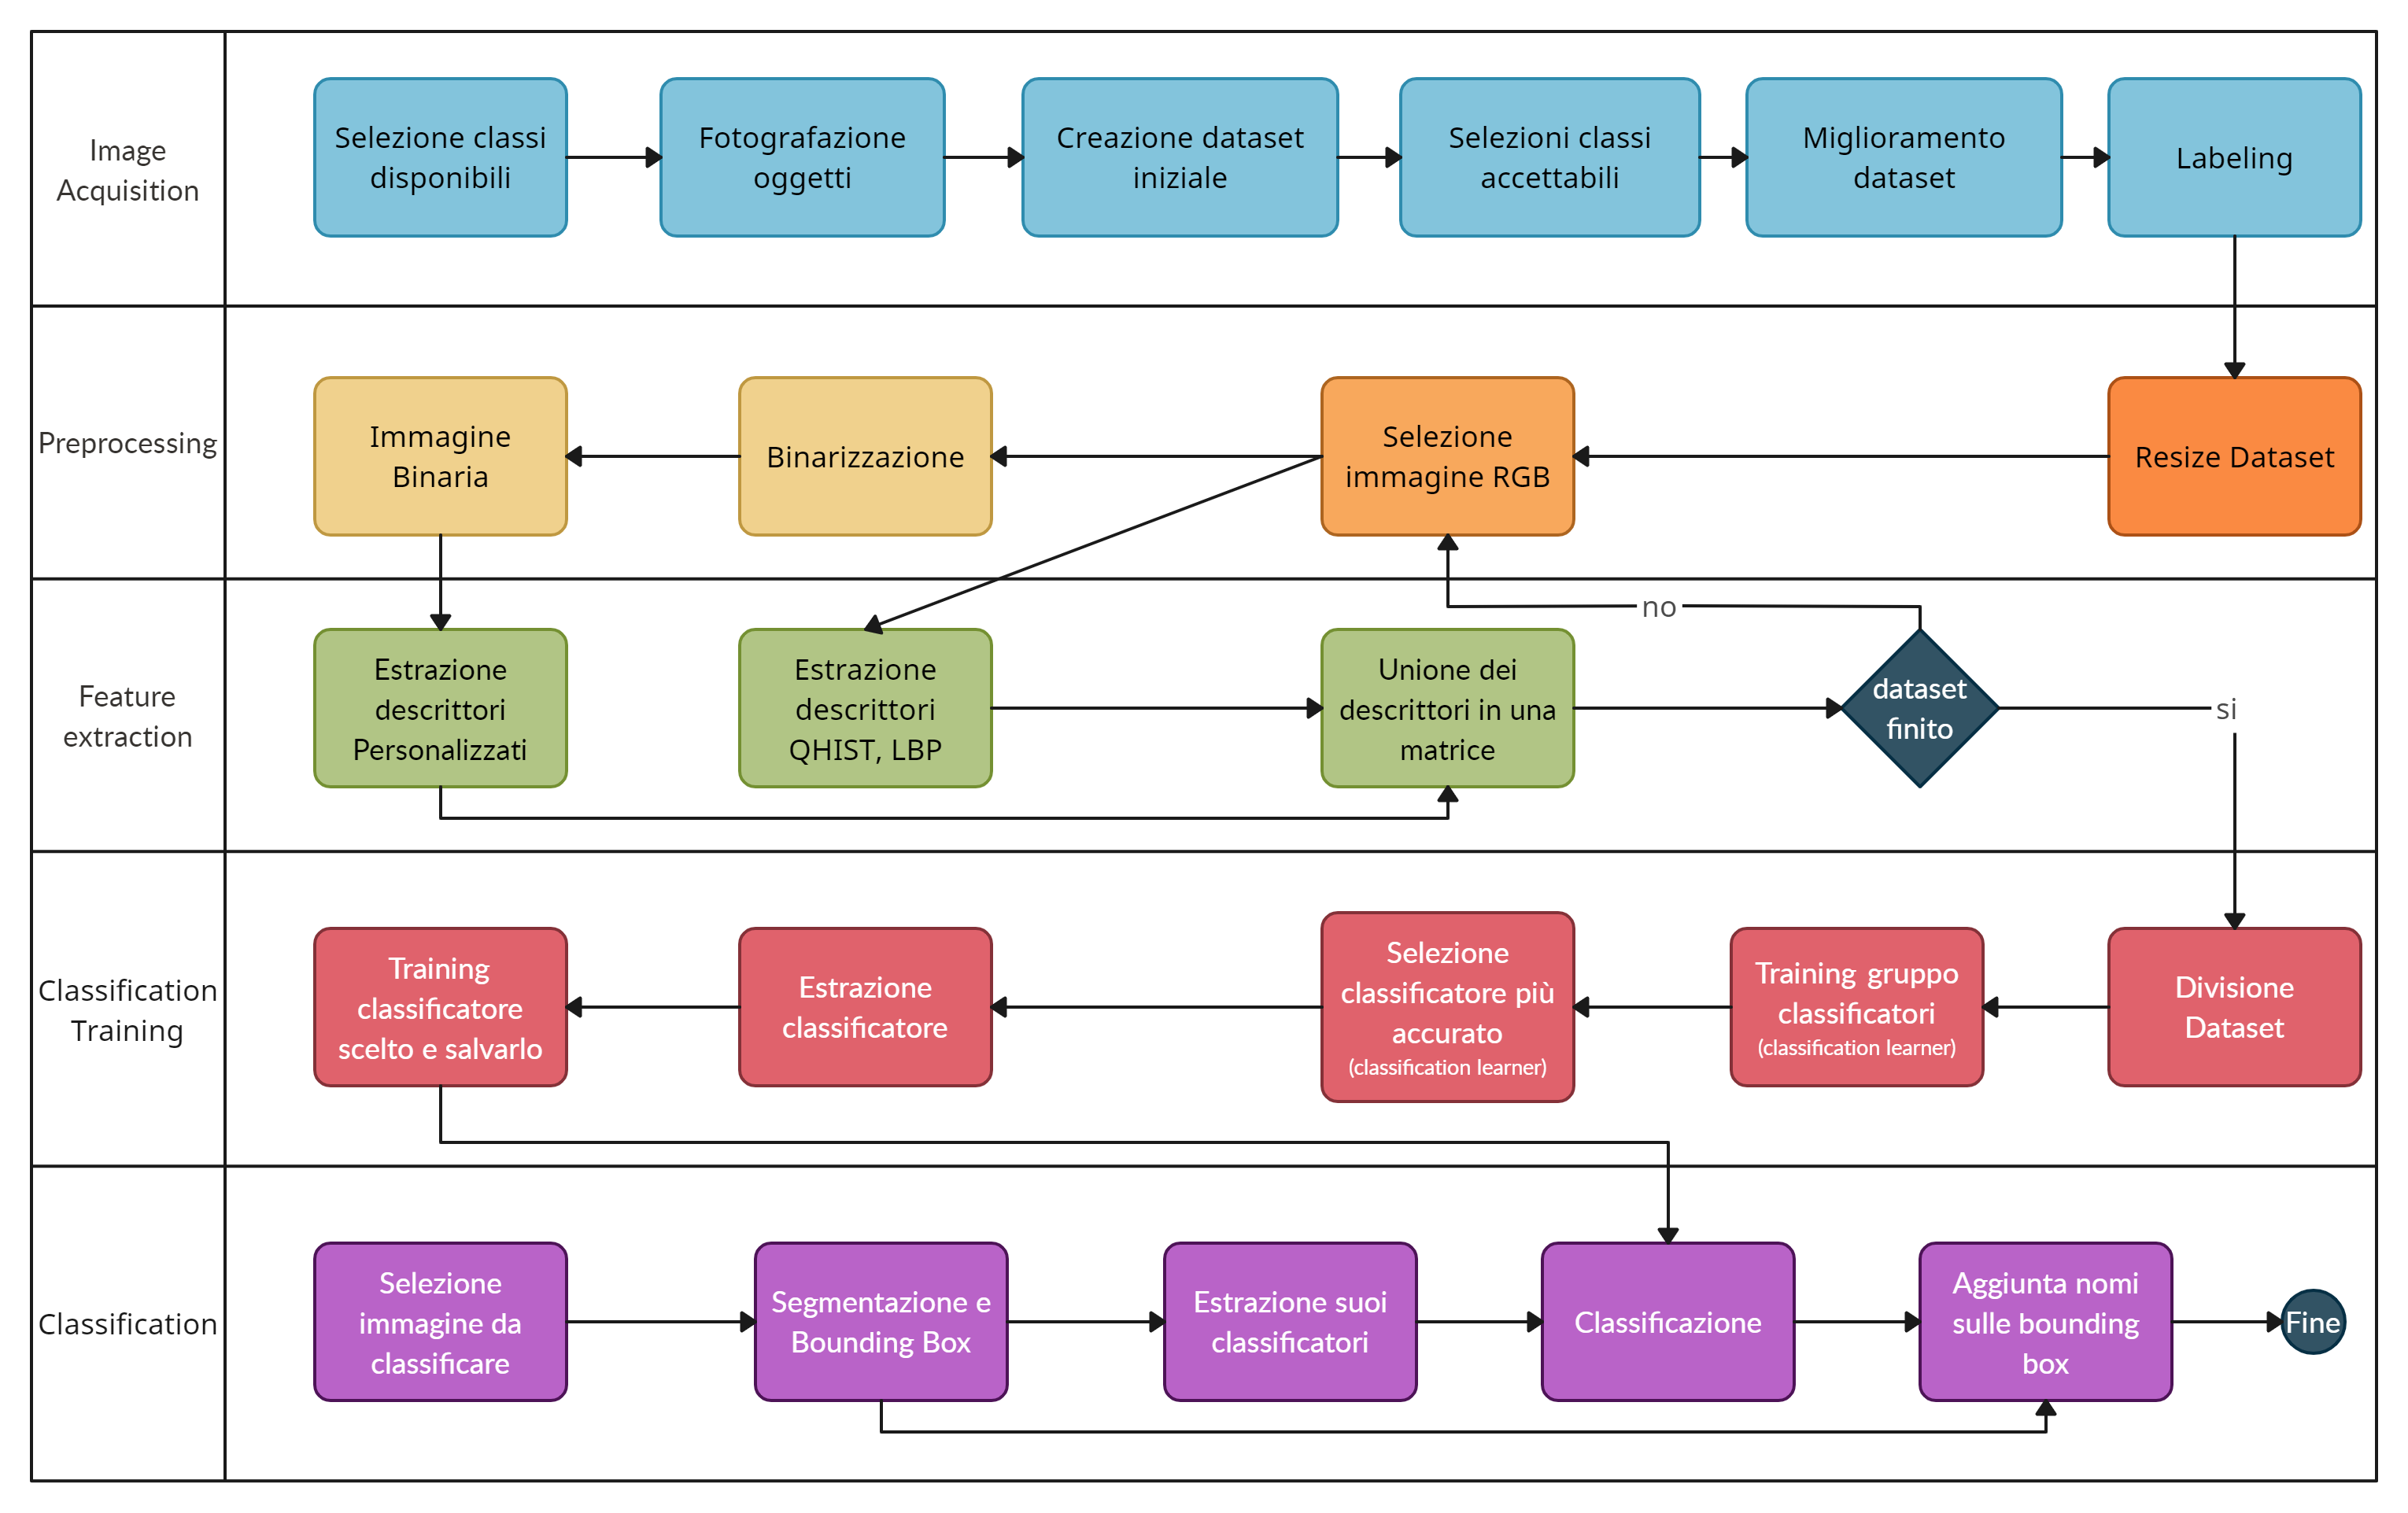 Image
Acquisition
Selezione classi
disponibili
Fotografazione
oggetti
Creazione dataset
iniziale
Selezioni classi
accettabili
Miglioramento
dataset
Labeling
Preprocessing
Immagine
Binaria
Binarizzazione
Selezione
immagine RGB
Resize Dataset
no
Feature
extraction
Estrazione
descrittori
Personalizzati
Estrazione
descrittori
QHIST, LBP
Unione dei
descrittori in una
matrice
dataset
finito
si
Classification
Training
Training
classificatore
scelto e salvarlo
Estrazione
classificatore
Selezione
classificatore più
accurato
(classification learner)
Training gruppo
classificatori
(classification learner)
Divisione
Dataset
Classification
Selezione
immagine da
classificare
Segmentazione e
Bounding Box
Estrazione suoi
classificatori
Classificazione
Aggiunta nomi
sulle bounding
box
Fine